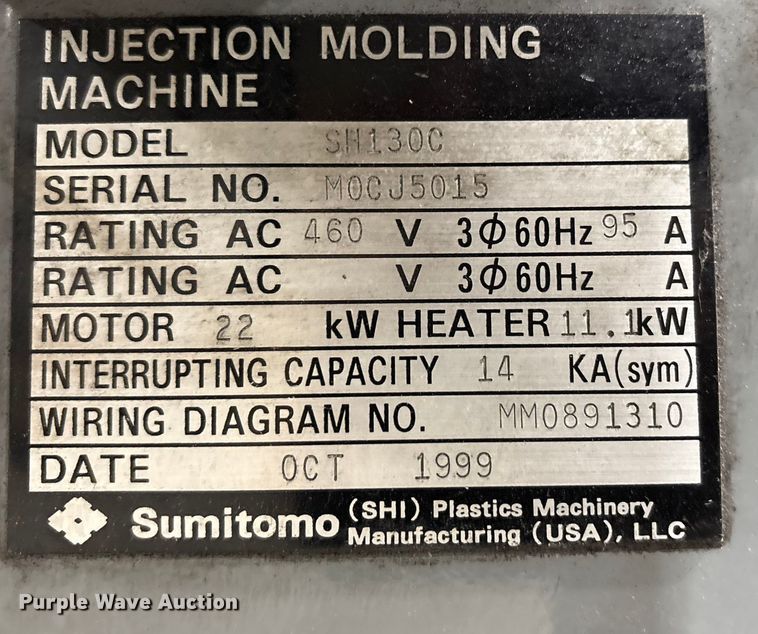 INJECTION MOLDING
MACHINE
MODEL SH130C
SERIAL NO. M0CJ5015
RATING AC 460 V 3Φ60Hz 95 A
RATING AC V 3Φ60Hz A
MOTOR 22 kW HEATER 11.1kW
INTERRUPTING CAPACITY 14 KA(sym)
WIRING DIAGRAM NO. MM0891310
DATE OCT 1999
Sumitomo (SHI) Plastics Machinery
Manufacturing (USA), LLC
Purple Wave Auction